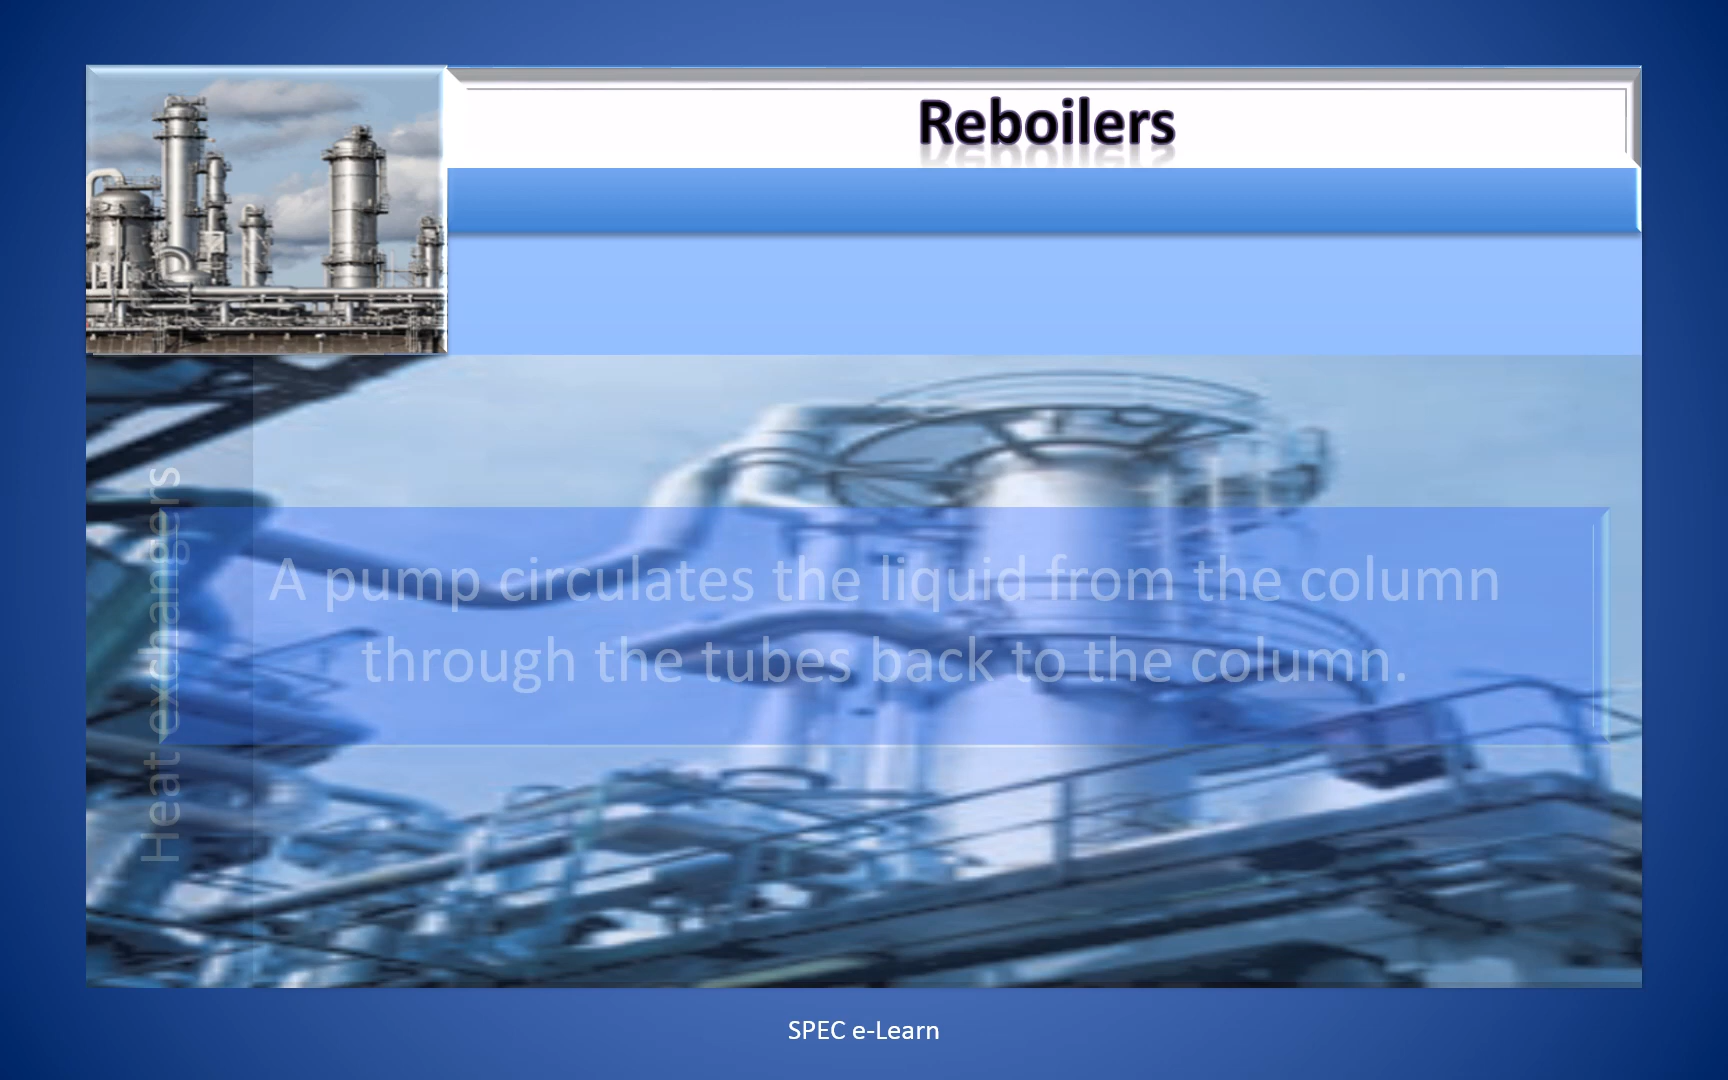 Reboilers
Heat exchangers
A pump circulates the liquid from the column
through the tubes back to the column.
SPEC e-Learn